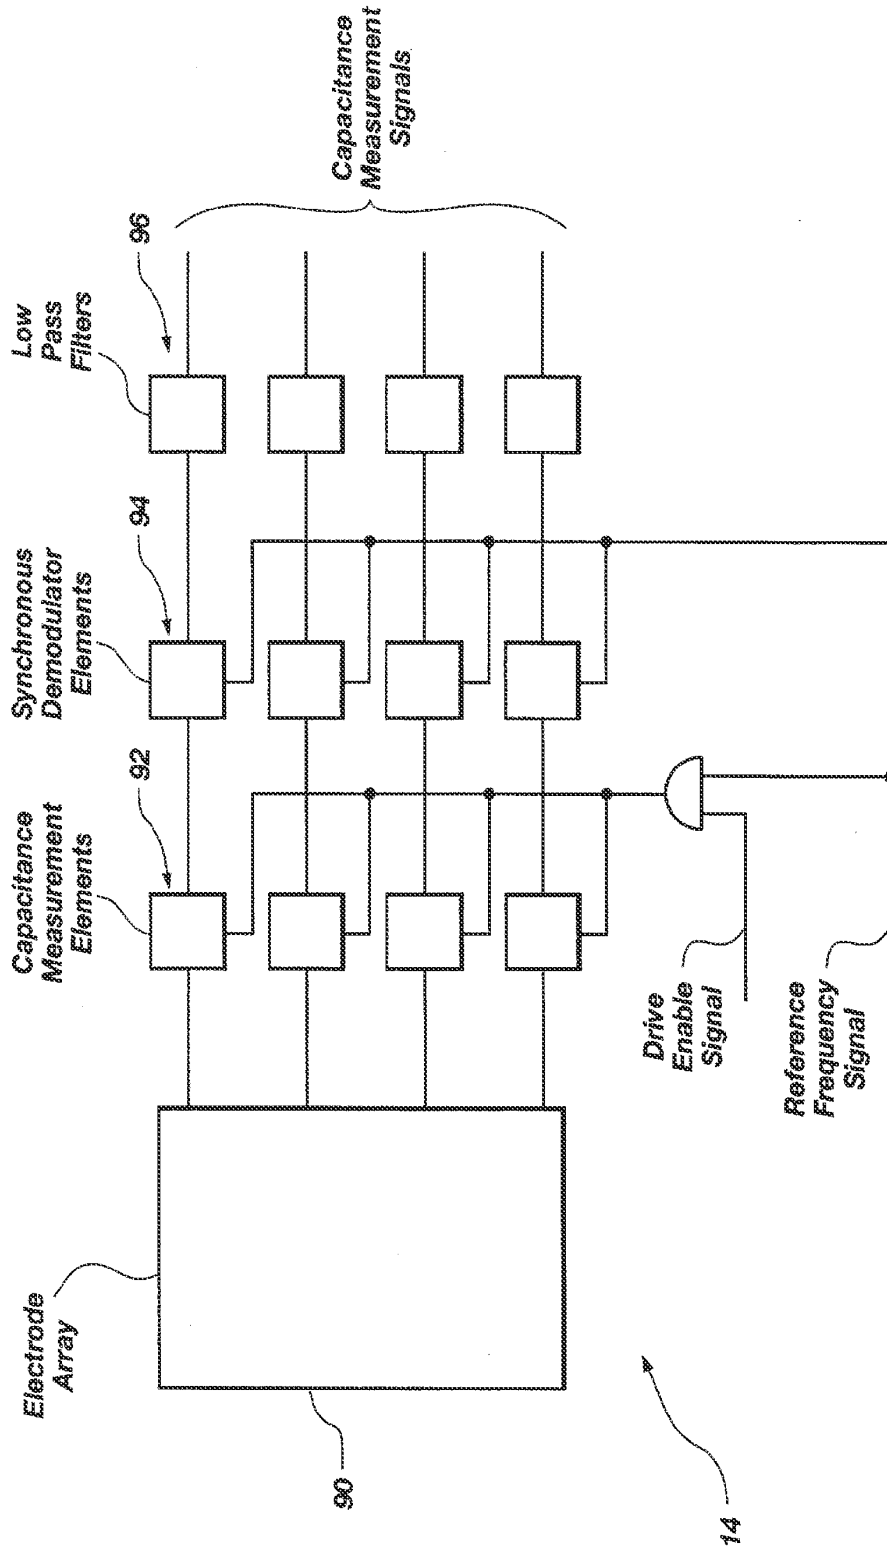 Electrode
Array
90
Capacitance
Measurement
Elements
92
Synchronous
Demodulator
Elements
94
Low
Pass
Filters
96
Capacitance
Measurement
Signals
Drive
Enable
Signal
Reference
Frequency
Signal
14